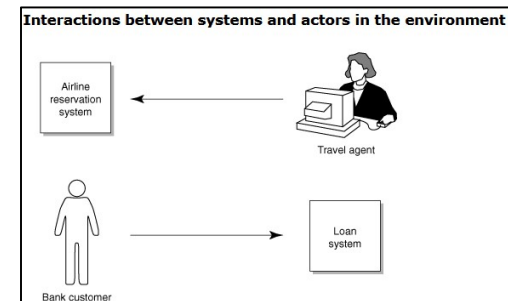 Interactions between systems and actors in the environment
Airline
reservation
system
Travel agent
Loan
system
Bank customer